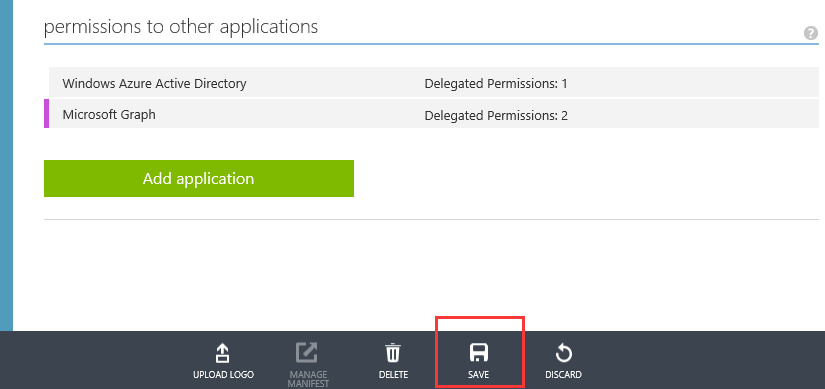 permissions to other applications
?
Windows Azure Active Directory Delegated Permissions: 1
Microsoft Graph Delegated Permissions: 2
Add application
UPLOAD LOGO
MANAGE
MANIFEST
DELETE
SAVE
DISCARD